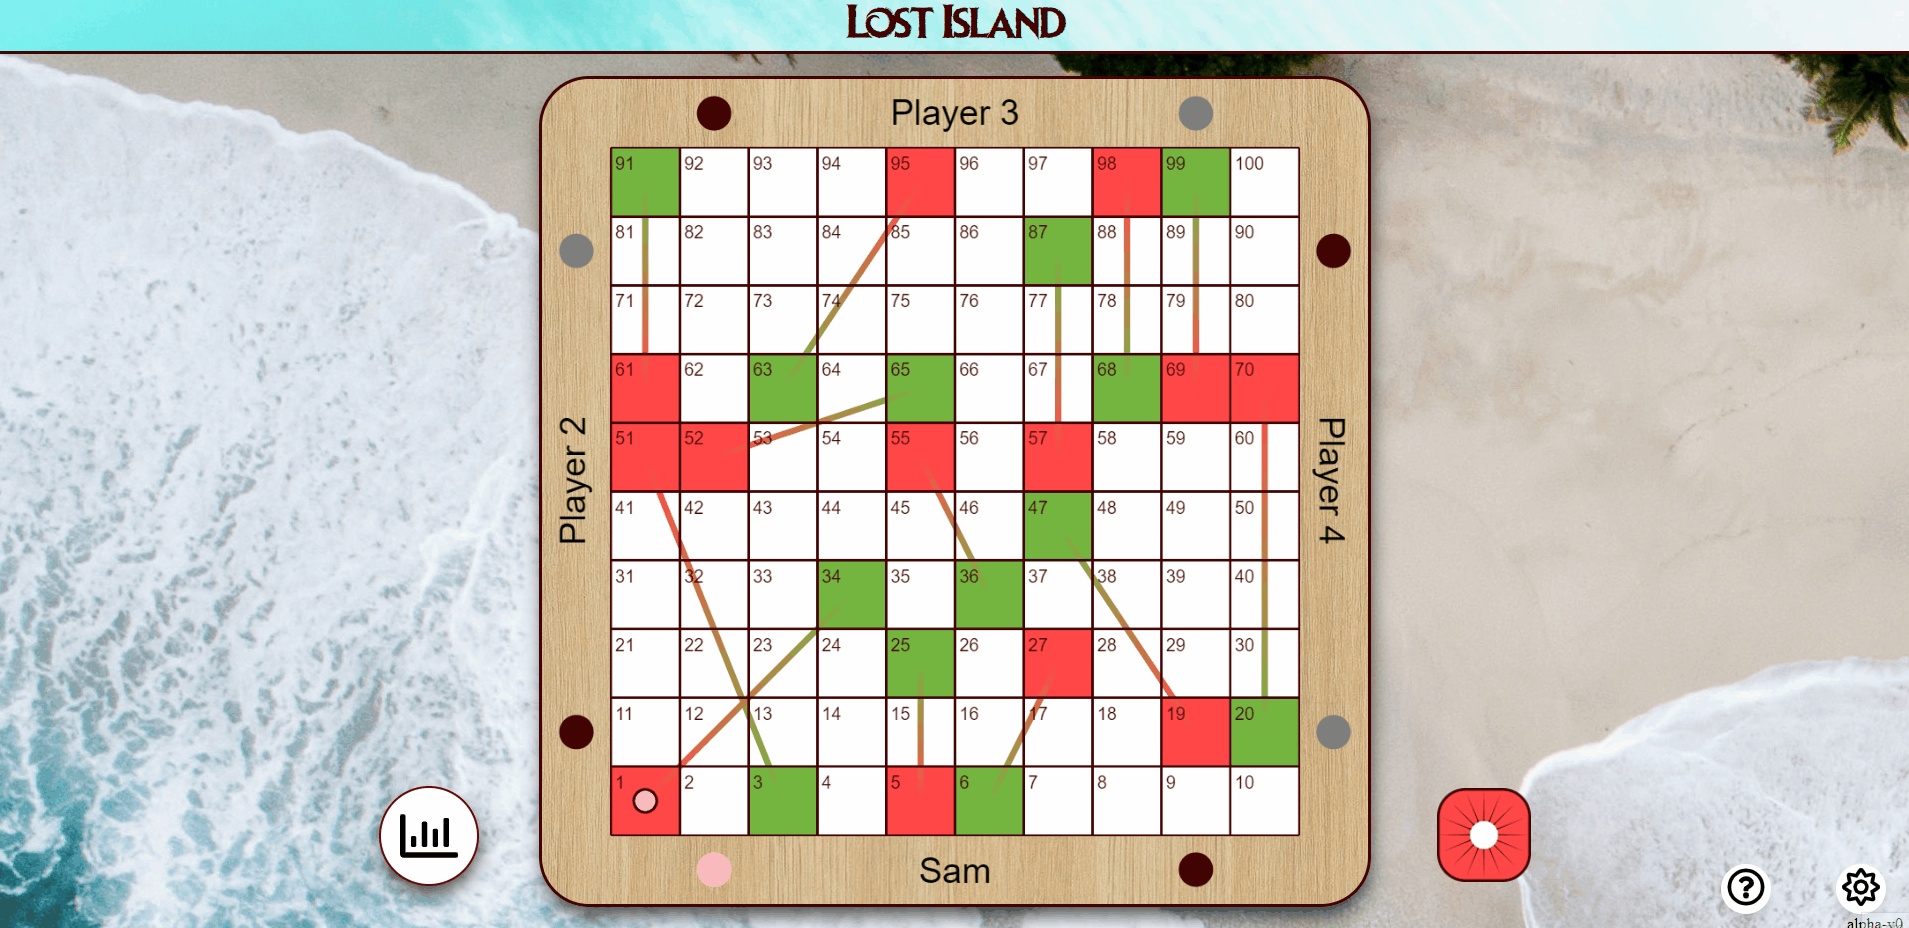 LOST ISLAND
Player 3
91 92 93 94 95 96 97 98 99 100
81 82 83 84 85 86 87 88 89 90
71 72 73 74 75 76 77 78 79 80
61 62 63 64 65 66 67 68 69 70
51 52 53 54 55 56 57 58 59 60
41 42 43 44 45 46 47 48 49 50
31 32 33 34 35 36 37 38 39 40
21 22 23 24 25 26 27 28 29 30
11 12 13 14 15 16 17 18 19 20
1 2 3 4 5 6 7 8 9 10
Player 2
Player 4
Sam
?
alpha-v0